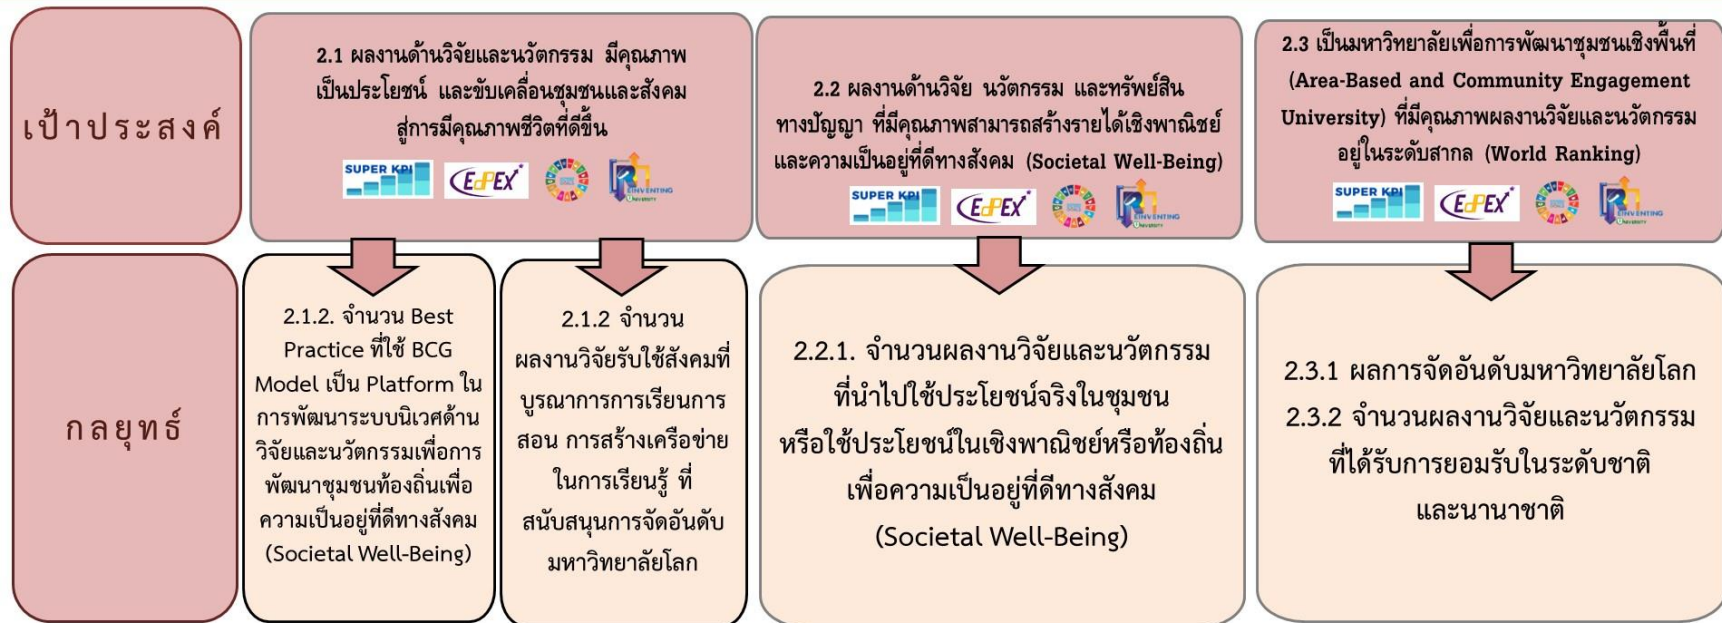 เป้าประสงค์
2.1 ผลงานด้านวิจัยและนวัตกรรม มีคุณภาพ
เป็นประโยชน์ และขับเคลื่อนชุมชนและสังคม
สู่การมีคุณภาพชีวิตที่ดีขึ้น
SUPER KPI
EdPEX
REINVENTING
UNIVERSITY
2.2 ผลงานด้านวิจัย นวัตกรรม และทรัพย์สิน
ทางปัญญา ที่มีคุณภาพสามารถสร้างรายได้เชิงพาณิชย์
และความเป็นอยู่ที่ดีทางสังคม (Societal Well-Being)
SUPER KPI
EdPEX
REINVENTING
UNIVERSITY
2.3 เป็นมหาวิทยาลัยเพื่อการพัฒนาชุมชนเชิงพื้นที่
(Area-Based and Community Engagement
University) ที่มีคุณภาพผลงานวิจัยและนวัตกรรม
อยู่ในระดับสากล (World Ranking)
SUPER KPI
EdPEX
REINVENTING
UNIVERSITY
กลยุทธ์
2.1.2. จำนวน Best
Practice ที่ใช้ BCG
Model เป็น Platform ใน
การพัฒนาระบบนิเวศด้าน
วิจัยและนวัตกรรมเพื่อการ
พัฒนาชุมชนท้องถิ่นเพื่อ
ความเป็นอยู่ที่ดีทางสังคม
(Societal Well-Being)
2.1.2 จำนวน
ผลงานวิจัยรับใช้สังคมที่
บูรณาการการเรียนการ
สอน การสร้างเครือข่าย
ในการเรียนรู้ ที่
สนับสนุนการจัดอันดับ
มหาวิทยาลัยโลก
2.2.1. จำนวนผลงานวิจัยและนวัตกรรม
ที่นำไปใช้ประโยชน์จริงในชุมชน
หรือใช้ประโยชน์ในเชิงพาณิชย์หรือท้องถิ่น
เพื่อความเป็นอยู่ที่ดีทางสังคม
(Societal Well-Being)
2.3.1 ผลการจัดอันดับมหาวิทยาลัยโลก
2.3.2 จำนวนผลงานวิจัยและนวัตกรรม
ที่ได้รับการยอมรับในระดับชาติ
และนานาชาติ